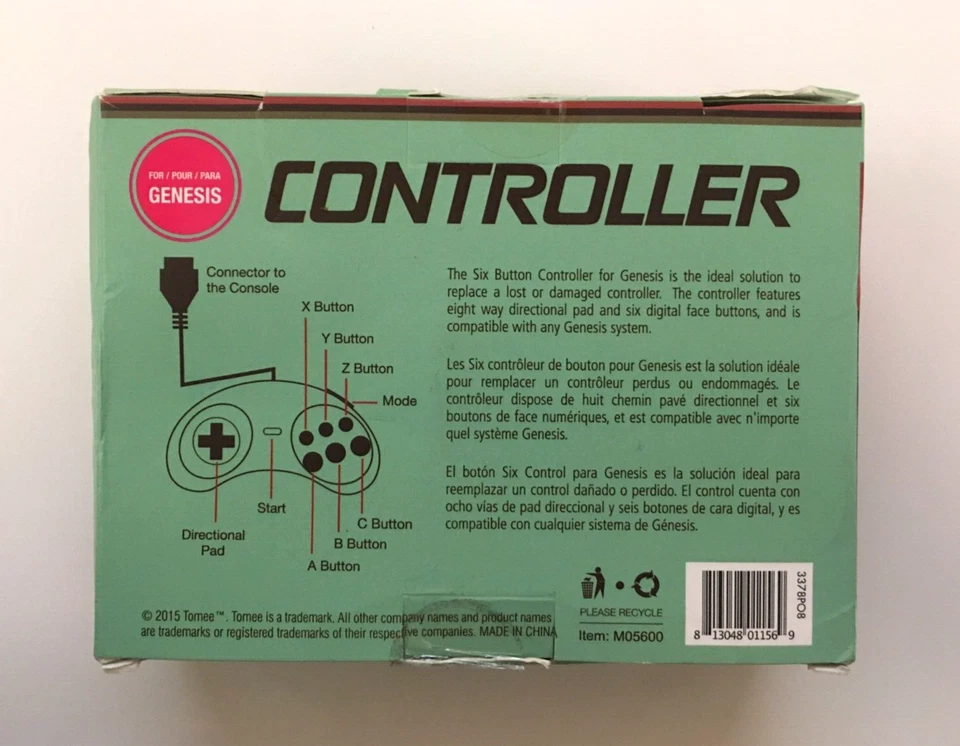 FOR / POUR / PARA
GENESIS
CONTROLLER
Connector to
the Console
X Button
Y Button
Z Button
Mode
Start
Directional
Pad
C Button
B Button
A Button
The Six Button Controller for Genesis is the ideal solution to
replace a lost or damaged controller. The controller features
eight way directional pad and six digital face buttons, and is
compatible with any Genesis system.
Les Six contrôleur de bouton pour Genesis est la solution idéale
pour remplacer un contrôleur perdus ou endommagés. Le
contrôleur dispose de huit chemin pavé directionnel et six
boutons de face numériques, et est compatible avec n'importe
quel système Genesis.
El botón Six Control para Genesis es la solución ideal para
reemplazar un control dañado o perdido. El control cuenta con
ocho vías de pad direccional y seis botones de cara digital, y es
compatible con cualquier sistema de Génesis.
© 2015 Tomee™. Tomee is a trademark. All other company names and product names
are trademarks or registered trademarks of their respective companies. MADE IN CHINA
PLEASE RECYCLE
Item: M05600
8 13048 01156 9
3378PO8